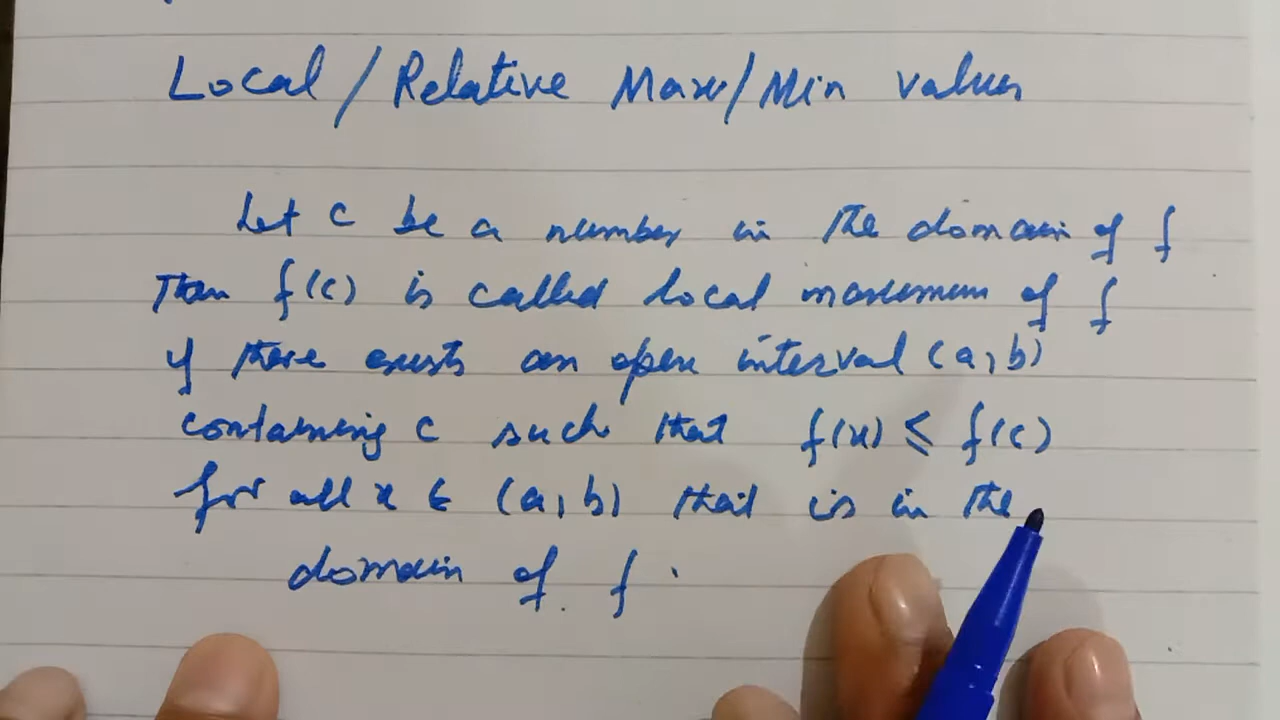 Local / Relative Max/Min values
Let c be a number in the domain of f
Then f(c) is called local maximum of f
if there exists an open interval (a, b)
containing c such that f(x) ≤ f(c)
for all x ∈ (a, b) that is in the
domain of f.